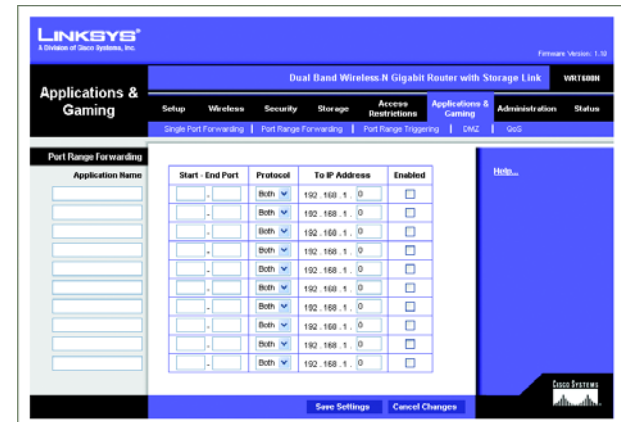 LINKSYS®
A Division of Cisco Systems, Inc.
Firmware Version: 1.10
Dual Band Wireless-N Gigabit Router with Storage Link WRT600N
Applications & Gaming
Setup Wireless Security Storage Access Restrictions Applications & Gaming Administration Status
Single Port Forwarding | Port Range Forwarding | Port Range Triggering | DMZ | QoS
Port Range Forwarding
Application Name Start - End Port Protocol To IP Address Enabled
Help...
- Both 192 . 168 . 1 . 0
- Both 192 . 168 . 1 . 0
- Both 192 . 168 . 1 . 0
- Both 192 . 168 . 1 . 0
- Both 192 . 168 . 1 . 0
- Both 192 . 168 . 1 . 0
- Both 192 . 168 . 1 . 0
- Both 192 . 168 . 1 . 0
- Both 192 . 168 . 1 . 0
- Both 192 . 168 . 1 . 0
Save Settings Cancel Changes
CISCO SYSTEMS